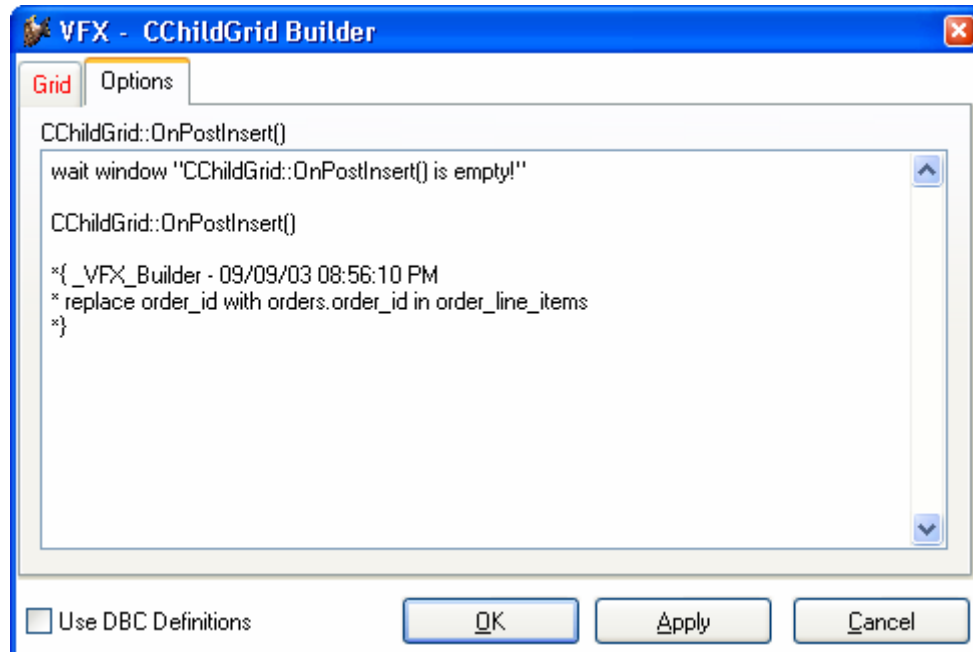 VFX - CChildGrid Builder
Grid Options
CChildGrid::OnPostInsert()
wait window "CChildGrid::OnPostInsert() is empty!"
CChildGrid::OnPostInsert()
*{ _VFX_Builder - 09/09/03 08:56:10 PM
* replace order_id with orders.order_id in order_line_items
*}
Use DBC Definitions OK Apply Cancel